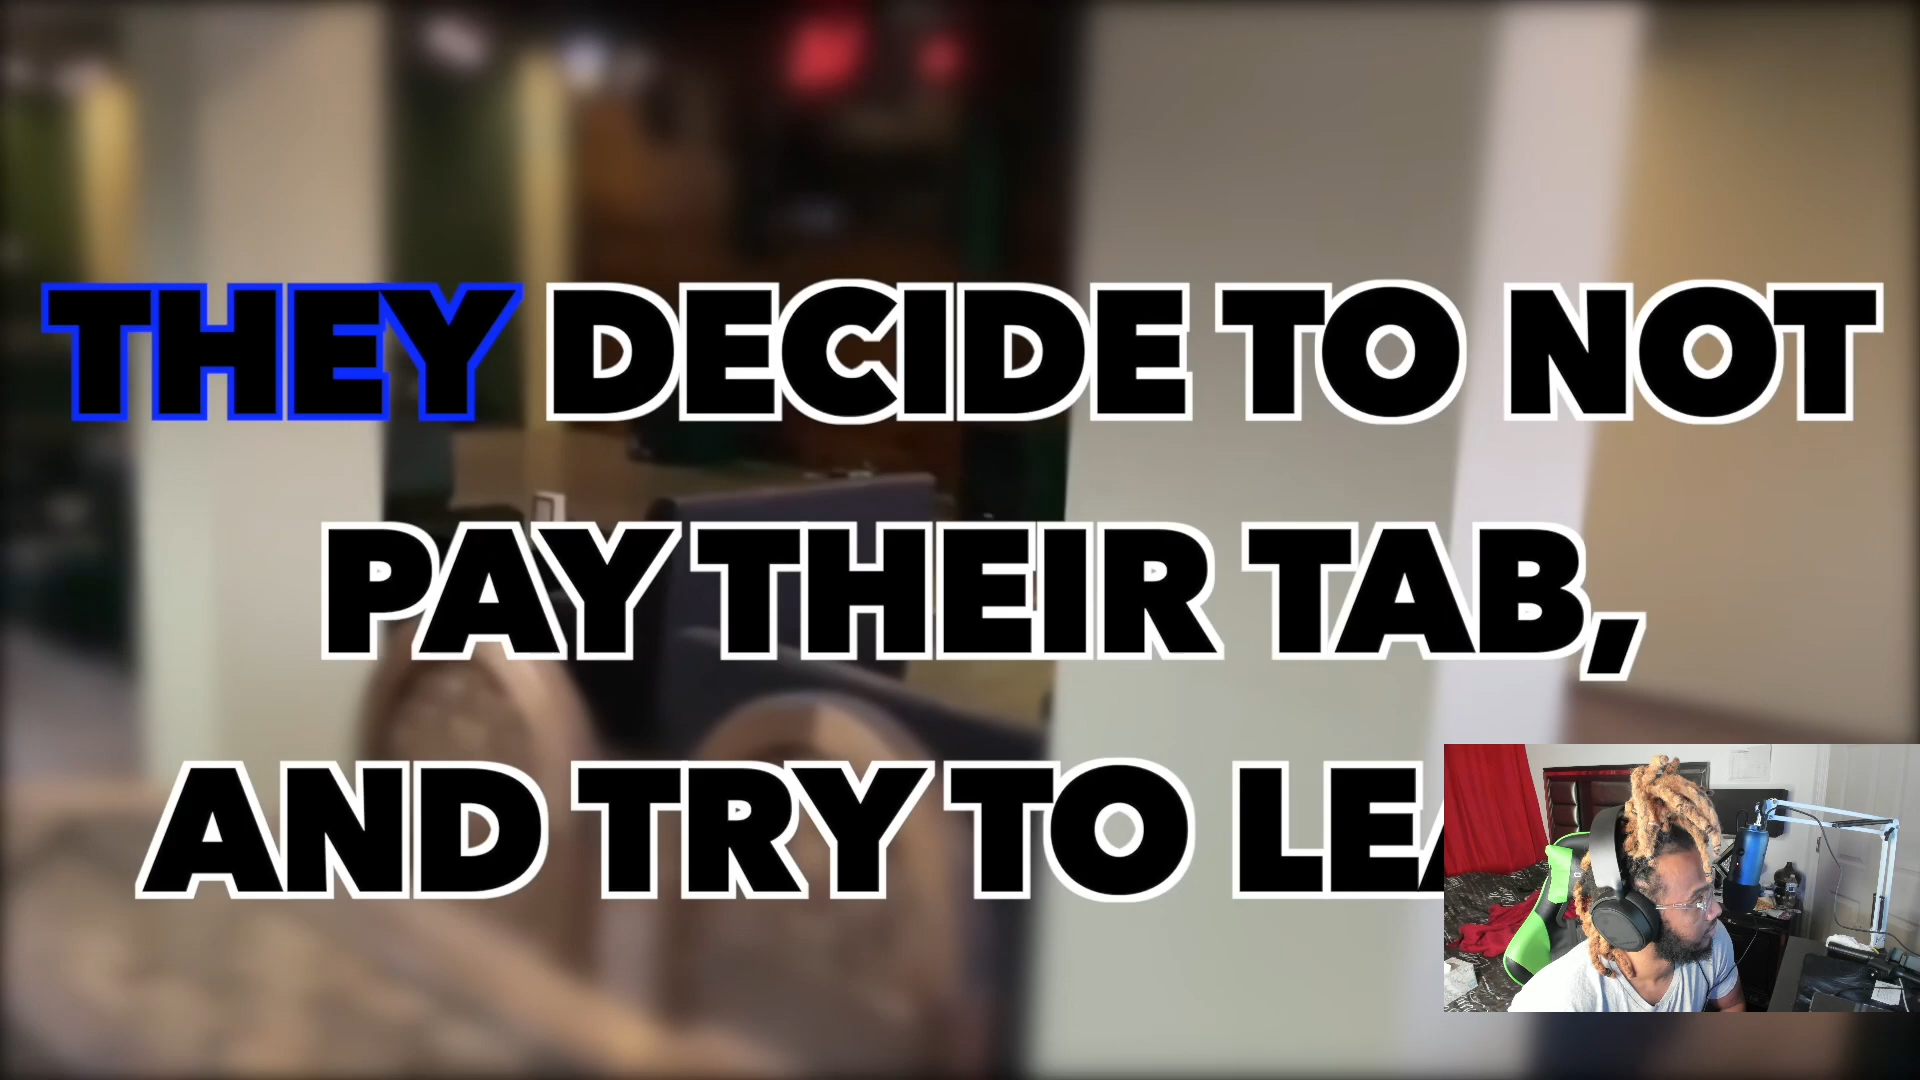 THEY DECIDE TO NOT
PAY THEIR TAB,
AND TRY TO